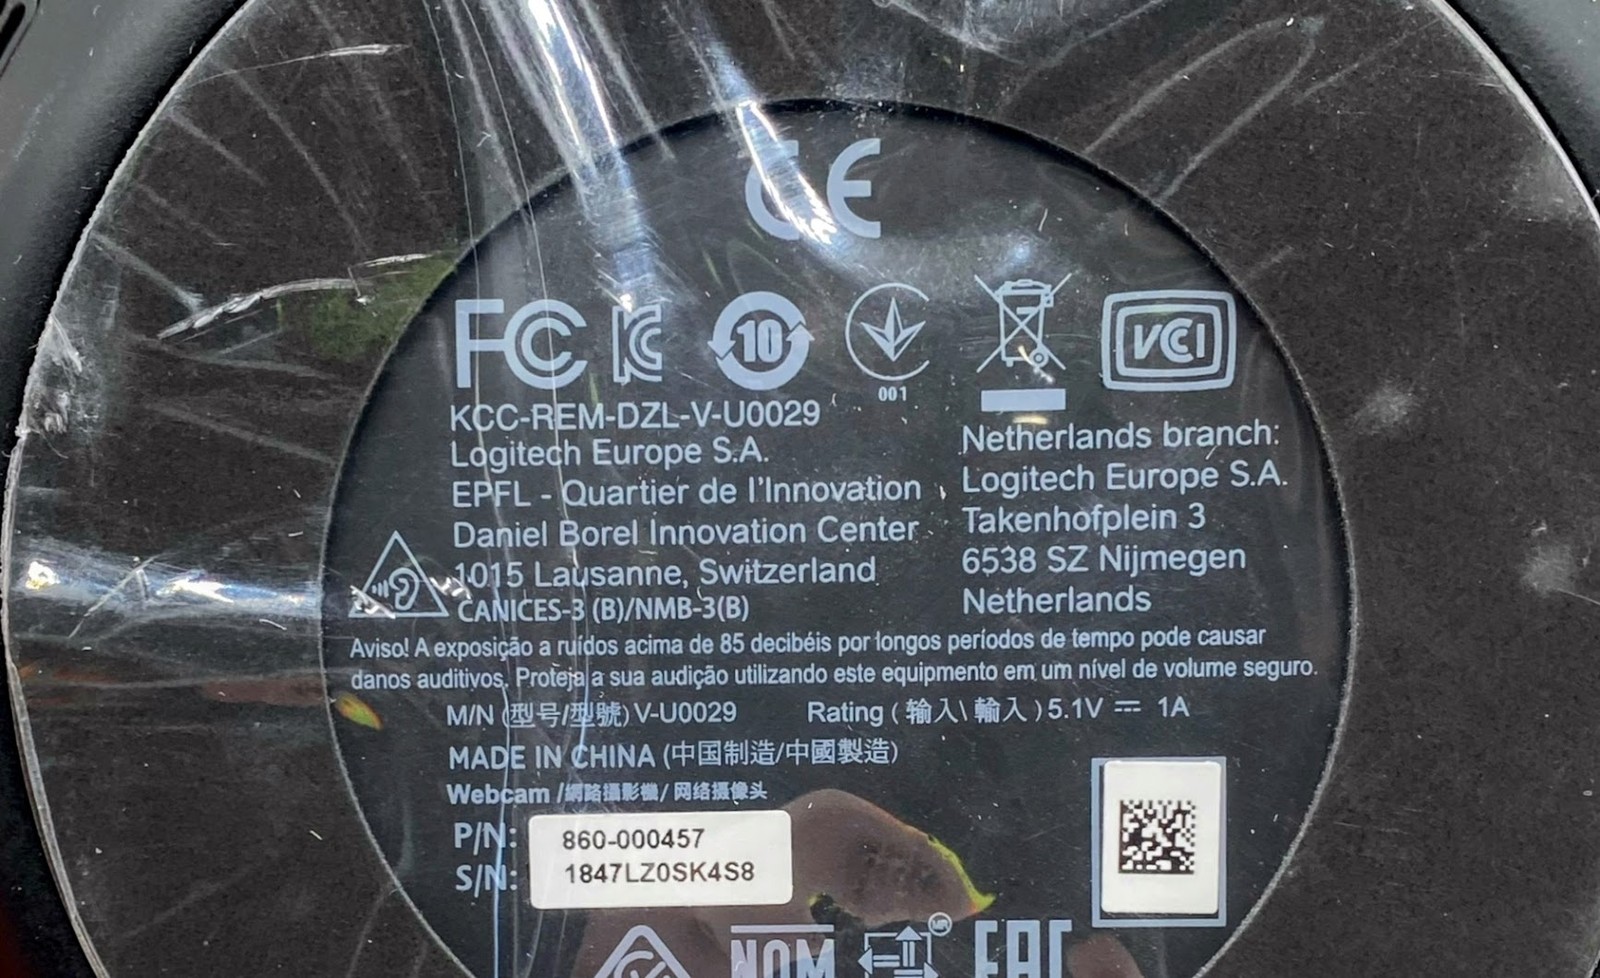 CE
FC
10
001
VCI
KCC-REM-DZL-V-U0029
Logitech Europe S.A.
EPFL - Quartier de l'Innovation
Daniel Borel Innovation Center
1015 Lausanne, Switzerland
CANICES-3 (B)/NMB-3(B)
Netherlands branch:
Logitech Europe S.A.
Takenhofplein 3
6538 SZ Nijmegen
Netherlands
Aviso! A exposição a ruídos acima de 85 decibéis por longos períodos de tempo pode causar
danos auditivos. Proteja a sua audição utilizando este equipamento em um nível de volume seguro.
M/N (型号/型號) V-U0029
Rating ( 输入\ 輸入 ) 5.1V ⎓ 1A
MADE IN CHINA (中国制造/中國製造)
Webcam /網路攝影機/ 网络摄像头
P/N: 860-000457
S/N: 1847LZ0SK4S8
NOM
MR
EAC